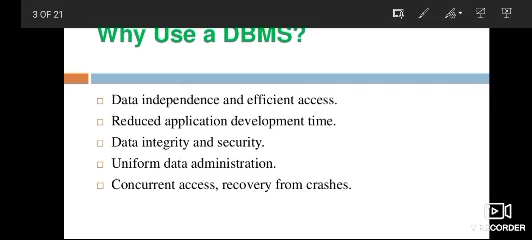 3 OF 21
Why Use a DBMS?
Data independence and efficient access.
Reduced application development time.
Data integrity and security.
Uniform data administration.
Concurrent access, recovery from crashes.